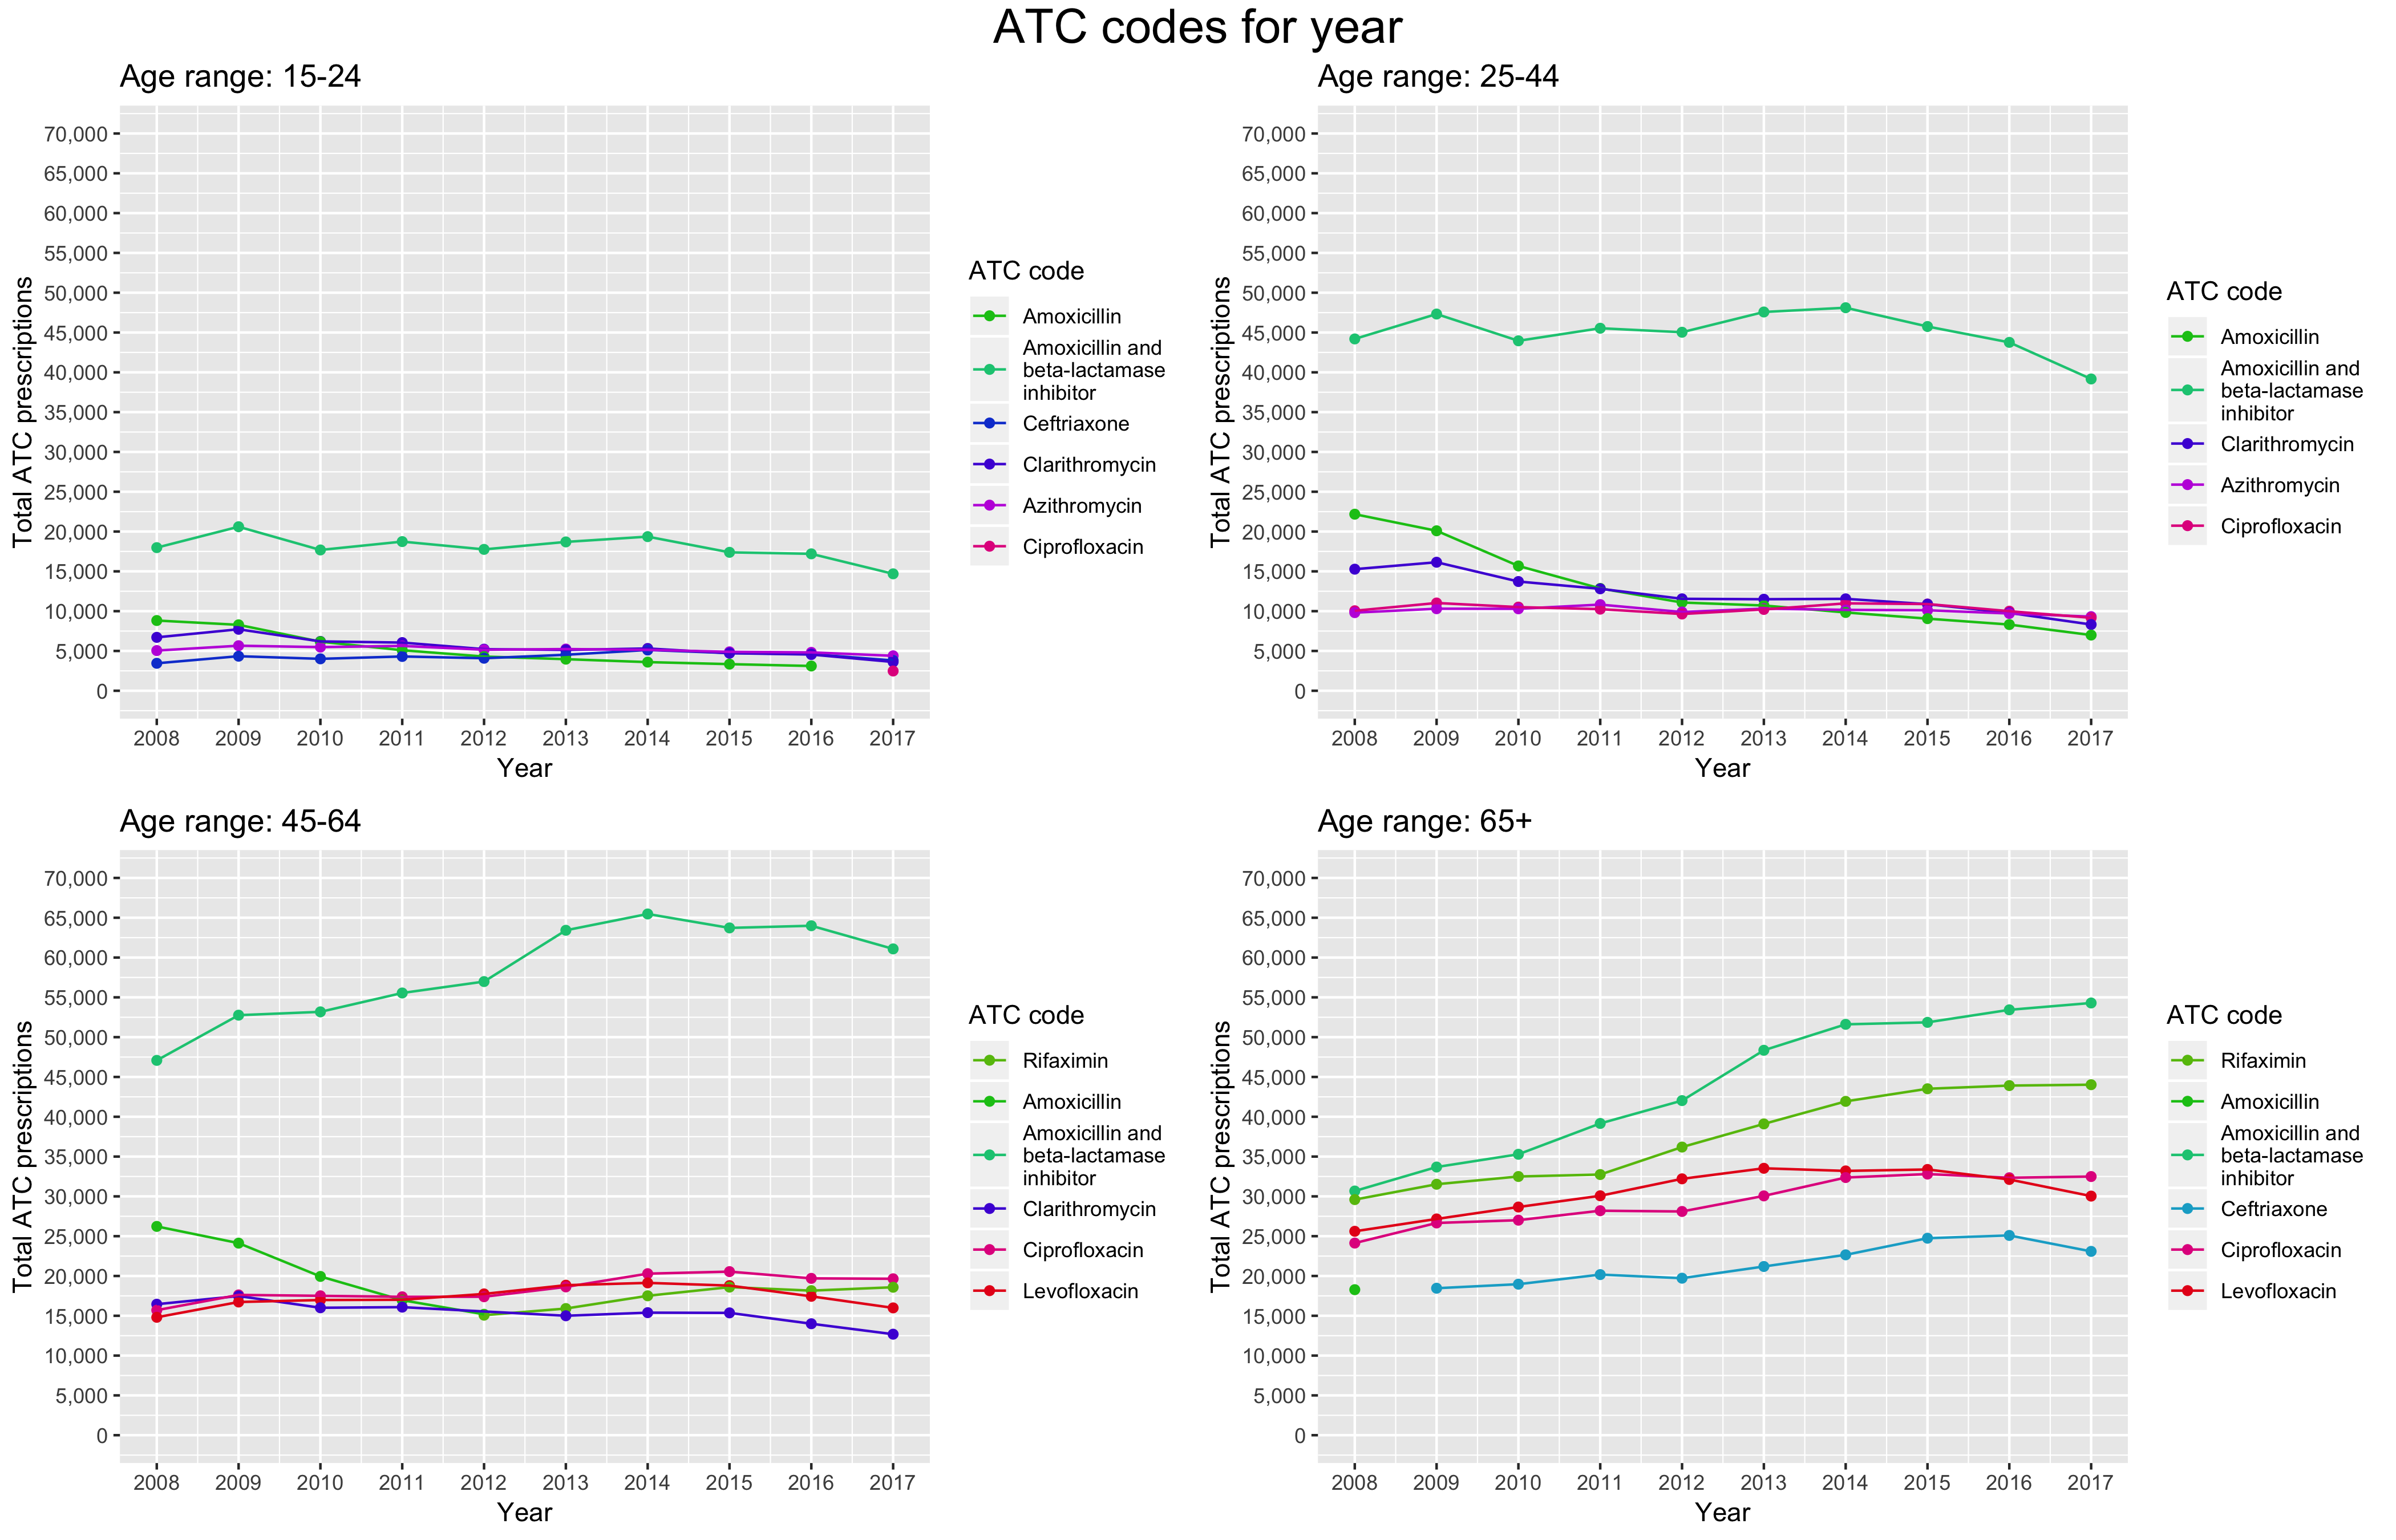 ATC codes for year
Age range: 15-24
70,000
65,000
60,000
55,000
50,000
45,000
40,000
35,000
30,000
25,000
20,000
15,000
10,000
5,000
0
Total ATC prescriptions
2008 2009 2010 2011 2012 2013 2014 2015 2016 2017
Year
ATC code
Amoxicillin
Amoxicillin and
beta-lactamase
inhibitor
Ceftriaxone
Clarithromycin
Azithromycin
Ciprofloxacin
Age range: 25-44
70,000
65,000
60,000
55,000
50,000
45,000
40,000
35,000
30,000
25,000
20,000
15,000
10,000
5,000
0
Total ATC prescriptions
2008 2009 2010 2011 2012 2013 2014 2015 2016 2017
Year
ATC code
Amoxicillin
Amoxicillin and
beta-lactamase
inhibitor
Clarithromycin
Azithromycin
Ciprofloxacin
Age range: 45-64
70,000
65,000
60,000
55,000
50,000
45,000
40,000
35,000
30,000
25,000
20,000
15,000
10,000
5,000
0
Total ATC prescriptions
2008 2009 2010 2011 2012 2013 2014 2015 2016 2017
Year
ATC code
Rifaximin
Amoxicillin
Amoxicillin and
beta-lactamase
inhibitor
Clarithromycin
Ciprofloxacin
Levofloxacin
Age range: 65+
70,000
65,000
60,000
55,000
50,000
45,000
40,000
35,000
30,000
25,000
20,000
15,000
10,000
5,000
0
Total ATC prescriptions
2008 2009 2010 2011 2012 2013 2014 2015 2016 2017
Year
ATC code
Rifaximin
Amoxicillin
Amoxicillin and
beta-lactamase
inhibitor
Ceftriaxone
Ciprofloxacin
Levofloxacin